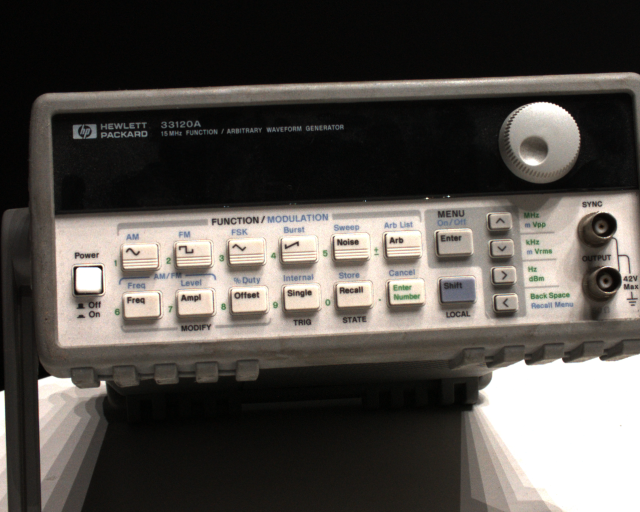 hp HEWLETT PACKARD
33120A
15 MHz FUNCTION / ARBITRARY WAVEFORM GENERATOR
FUNCTION / MODULATION
AM FM FSK Burst Sweep Arb List
1 2 3 4 5 Noise ± Arb
MENU
On/Off
Enter
MHz
m Vpp
kHz
m Vrms
Hz
dBm
Back Space
Recall Menu
SYNC
OUTPUT
42V
Max
Power
Off
On
AM/FM
Freq Level % Duty Internal Store Cancel
6 Freq 7 Ampl 8 Offset 9 Single 0 Recall . Enter Number
MODIFY TRIG STATE
Shift
LOCAL